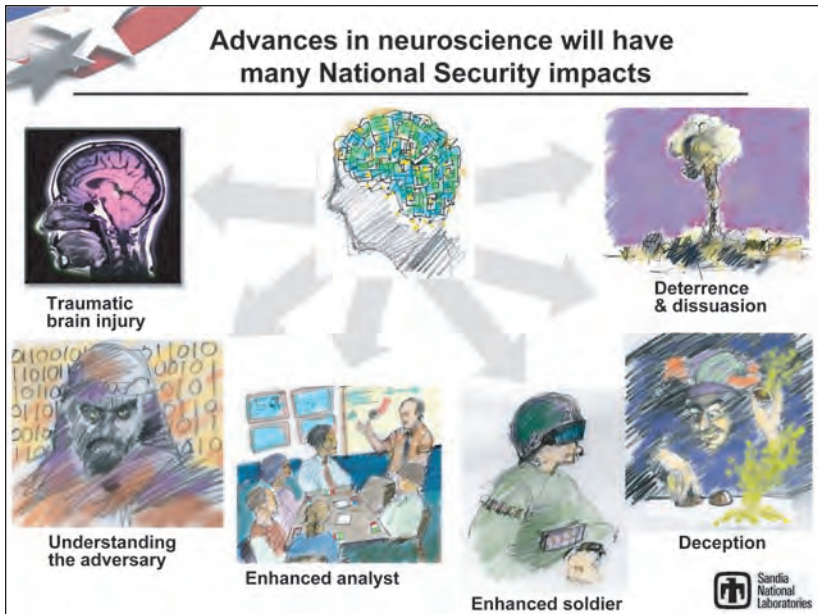 Advances in neuroscience will have
many National Security impacts
Traumatic
brain injury
Deterrence
& dissuasion
Understanding
the adversary
Enhanced analyst
Enhanced soldier
Deception
Sandia
National
Laboratories